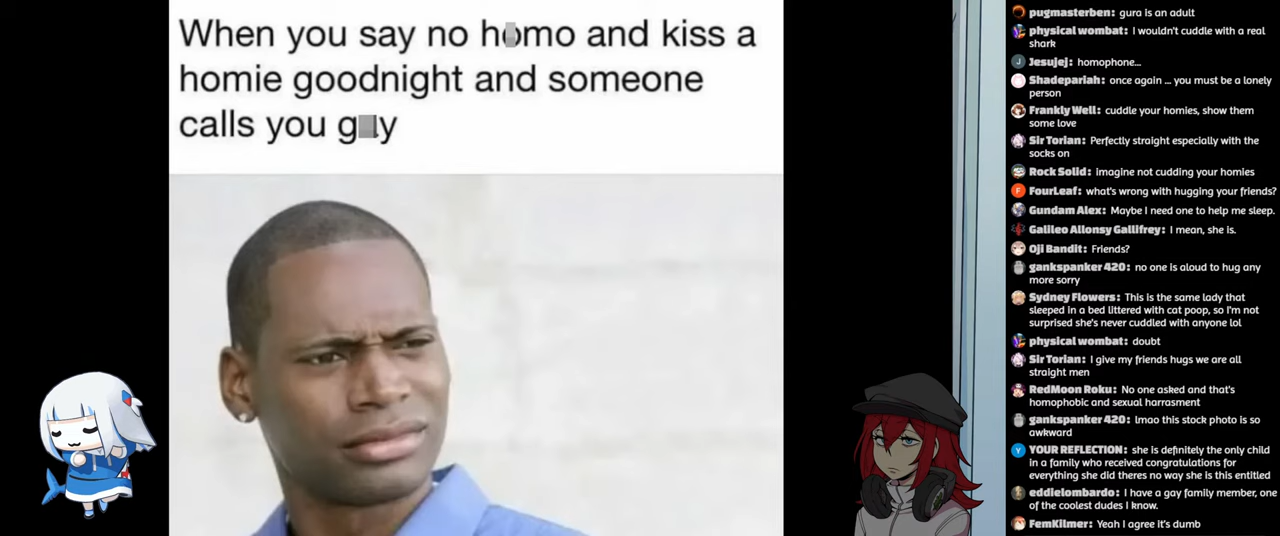 When you say no homo and kiss a
homie goodnight and someone
calls you g y
pugmasterben: gura is an adult
physical wombat: I wouldn't cuddle with a real
shark
J
Jesujej: homophone...
Shadepariah: once again ... you must be a lonely
person
Frankly Well: cuddle your homies, show them
some love
Sir Torian: Perfectly straight especially with the
socks on
Rock Solid: imagine not cudding your homies
F
FourLeaf: what's wrong with hugging your friends?
Gundam Alex: Maybe I need one to help me sleep.
Galileo Allonsy Gallifrey: I mean, she is.
Oji Bandit: Friends?
gankspanker 420: no one is aloud to hug any
more sorry
Sydney Flowers: This is the same lady that
sleeped in a bed littered with cat poop, so I'm not
surprised she's never cuddled with anyone lol
physical wombat: doubt
Sir Torian: I give my friends hugs we are all
straight men
RedMoon Roku: No one asked and that's
homophobic and sexual harrasment
gankspanker 420: lmao this stock photo is so
awkward
Y
YOUR REFLECTION: she is definitely the only child
in a family who received congratulations for
everything she did theres no way she is this entitled
eddielombardo: I have a gay family member, one
of the coolest dudes I know.
FemKilmer: Yeah I agree it's dumb